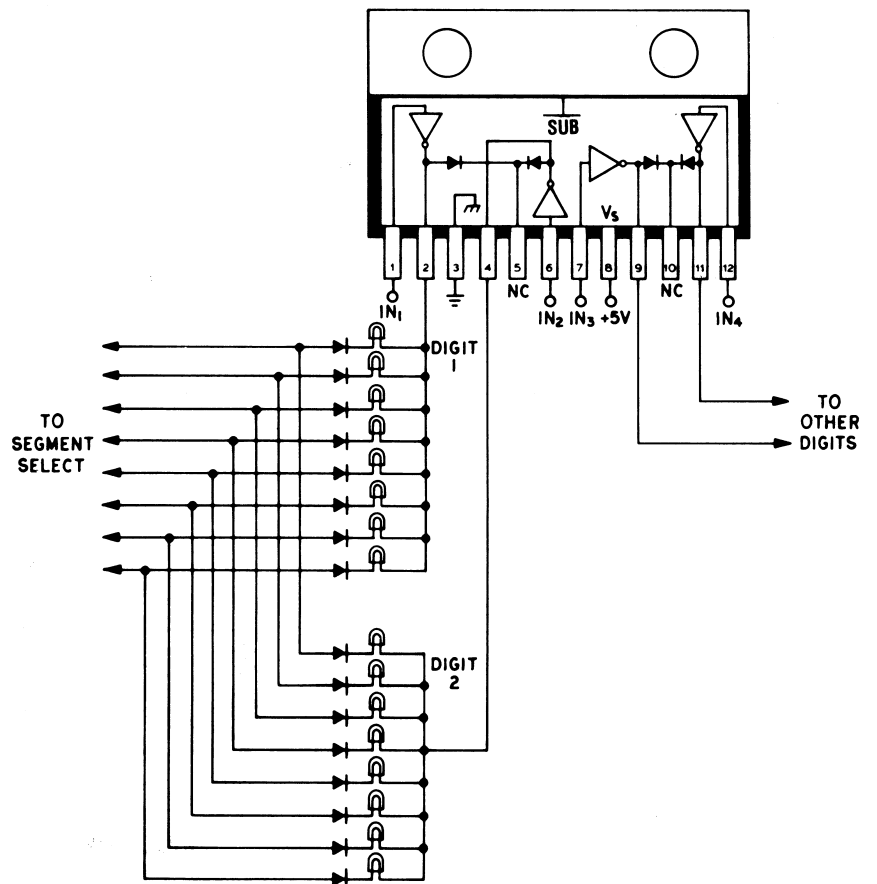 SUB
Vs
1 2 3 4 5 6 7 8 9 10 11 12
NC
NC
IN1
IN2 IN3 +5V
IN4
DIGIT
1
TO
SEGMENT
SELECT
TO
OTHER
DIGITS
DIGIT
2